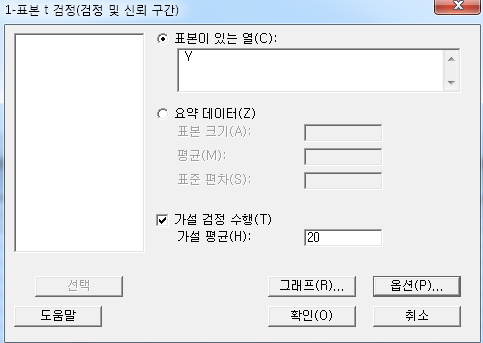 1-표본 t 검정(검정 및 신뢰 구간)
표본이 있는 열(C):
Y
요약 데이터(Z)
표본 크기(A):
평균(M):
표준 편차(S):
가설 검정 수행(T)
가설 평균(H): 20
선택 그래프(R)... 옵션(P)...
도움말 확인(O) 취소